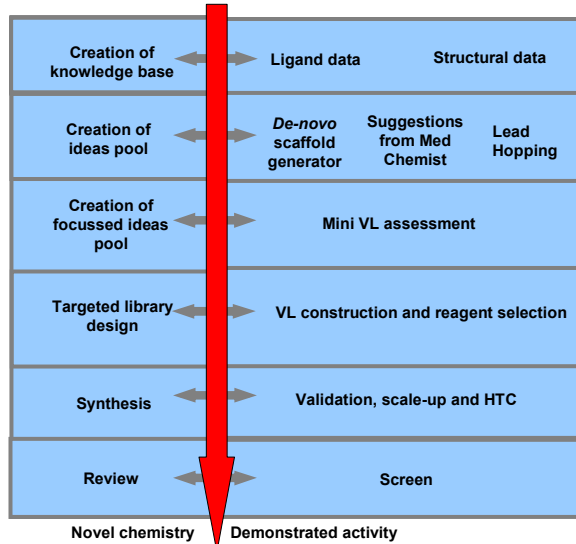 Creation of
knowledge base
Ligand data
Structural data
Creation of
ideas pool
De-novo
scaffold
generator
Suggestions
from Med
Chemist
Lead
Hopping
Creation of
focussed ideas
pool
Mini VL assessment
Targeted library
design
VL construction and reagent selection
Synthesis
Validation, scale-up and HTC
Review
Screen
Novel chemistry
Demonstrated activity